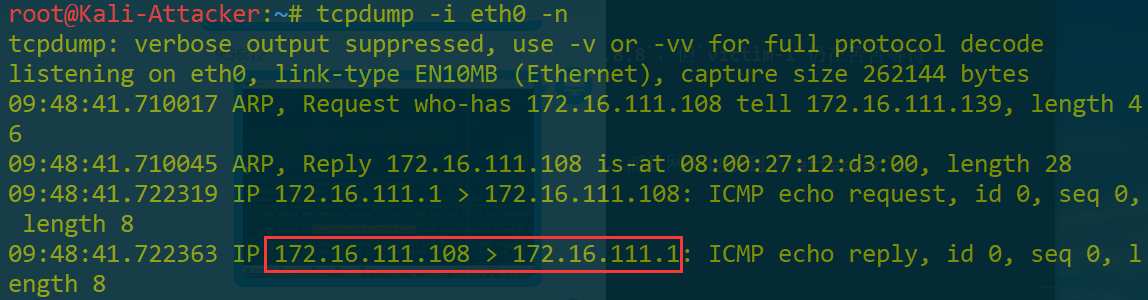 root@Kali-Attacker:~# tcpdump -i eth0 -n
tcpdump: verbose output suppressed, use -v or -vv for full protocol decode
listening on eth0, link-type EN10MB (Ethernet), capture size 262144 bytes
09:48:41.710017 ARP, Request who-has 172.16.111.108 tell 172.16.111.139, length 4
6
09:48:41.710045 ARP, Reply 172.16.111.108 is-at 08:00:27:12:d3:00, length 28
09:48:41.722319 IP 172.16.111.1 > 172.16.111.108: ICMP echo request, id 0, seq 0,
 length 8
09:48:41.722363 IP 172.16.111.108 > 172.16.111.1: ICMP echo reply, id 0, seq 0, l
ength 8